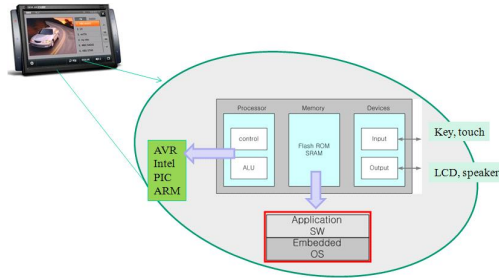 Processor
Memory
Devices
control
ALU
Flash ROM
SRAM
Input
Output
Key, touch
LCD, speaker
AVR
Intel
PIC
ARM
Application
SW
Embedded
OS